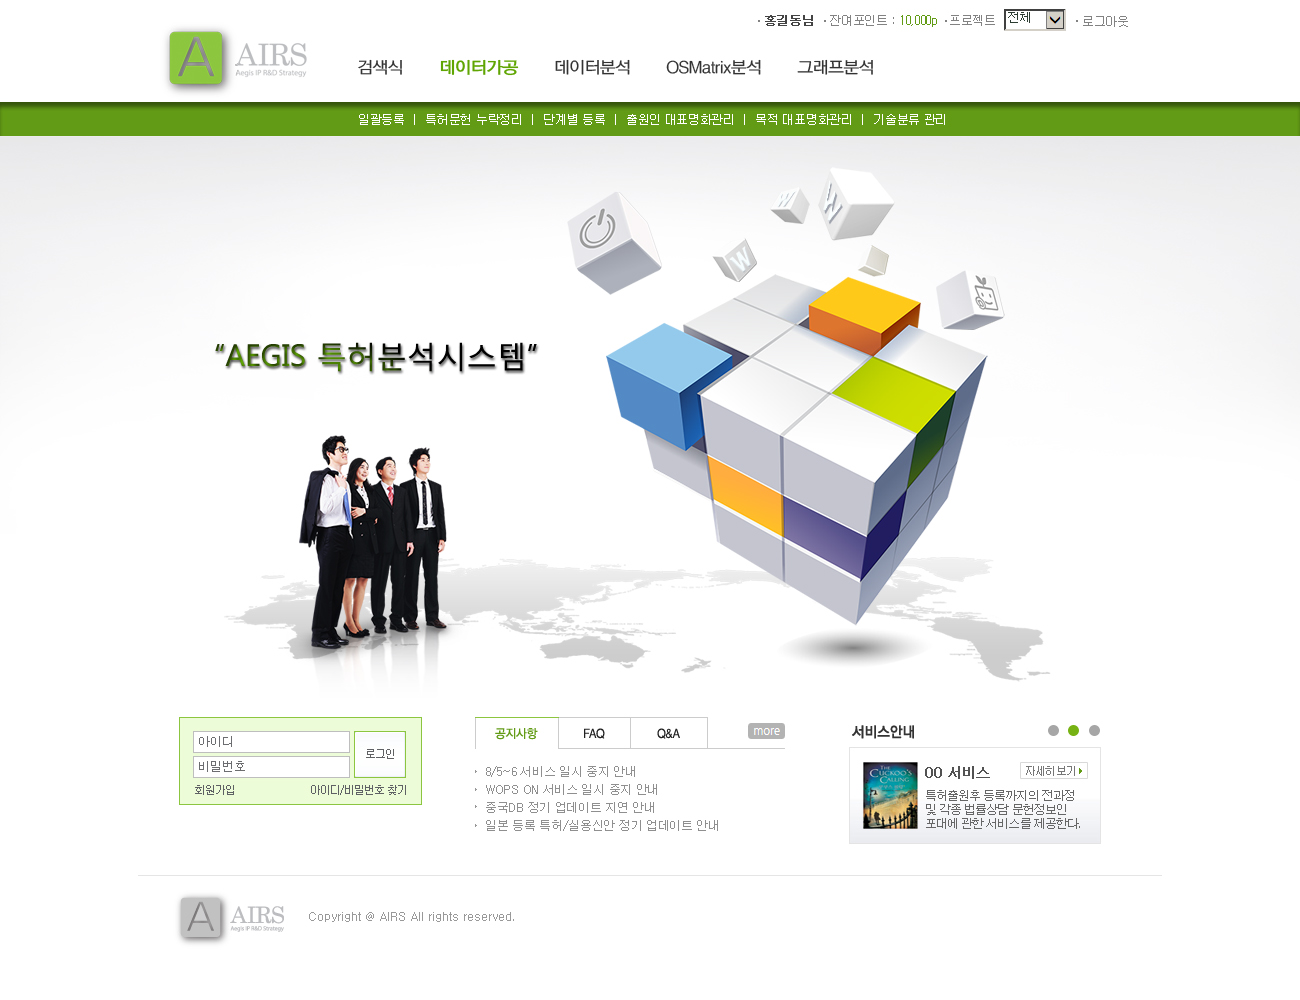 · 홍길동님 · 잔여포인트 : 10,000p · 프로젝트 전체 · 로그아웃
A AIRS
Aegis IP R&D Strategy
검색식 데이터가공 데이터분석 OSMatrix분석 그래프분석
일괄등록 | 특허문헌 누락정리 | 단계별 등록 | 출원인 대표명화관리 | 목적 대표명화관리 | 기술분류 관리
W W
W
“AEGIS 특허분석시스템”
아이디
비밀번호
로그인
회원가입 아이디/비밀번호 찾기
공지사항 FAQ Q&A more
8/5~6 서비스 일시 중지 안내
WOPS ON 서비스 일시 중지 안내
중국DB 정기 업데이트 지연 안내
일본 등록 특허/실용신안 정기 업데이트 안내
서비스안내
THE CUCKOO'S CALLING
00 서비스 자세히보기
특허출원후 등록까지의 전과정
및 각종 법률상담 문헌정보인
포대에 관한 서비스를 제공한다.
A AIRS
Aegis IP R&D Strategy
Copyright @ AIRS All rights reserved.